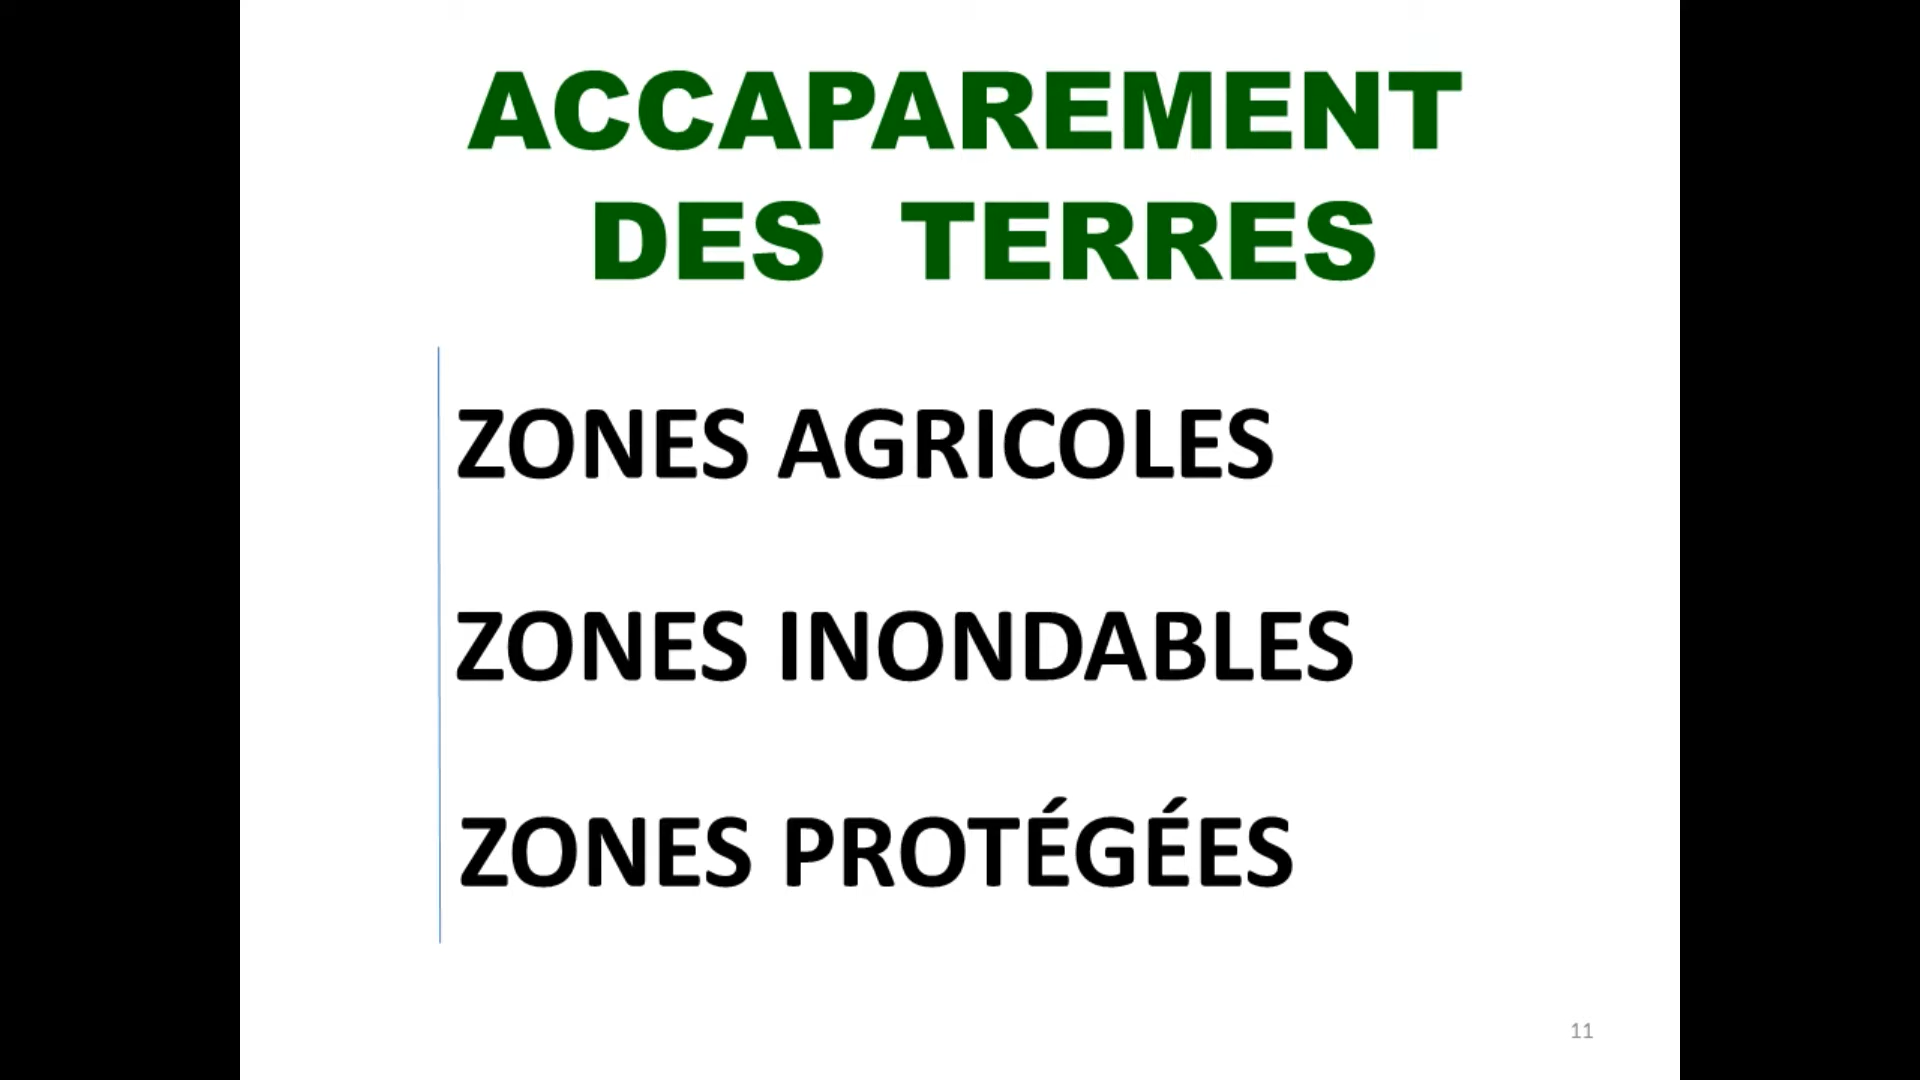 ACCAPAREMENT
DES TERRES
ZONES AGRICOLES
ZONES INONDABLES
ZONES PROTÉGÉES
11